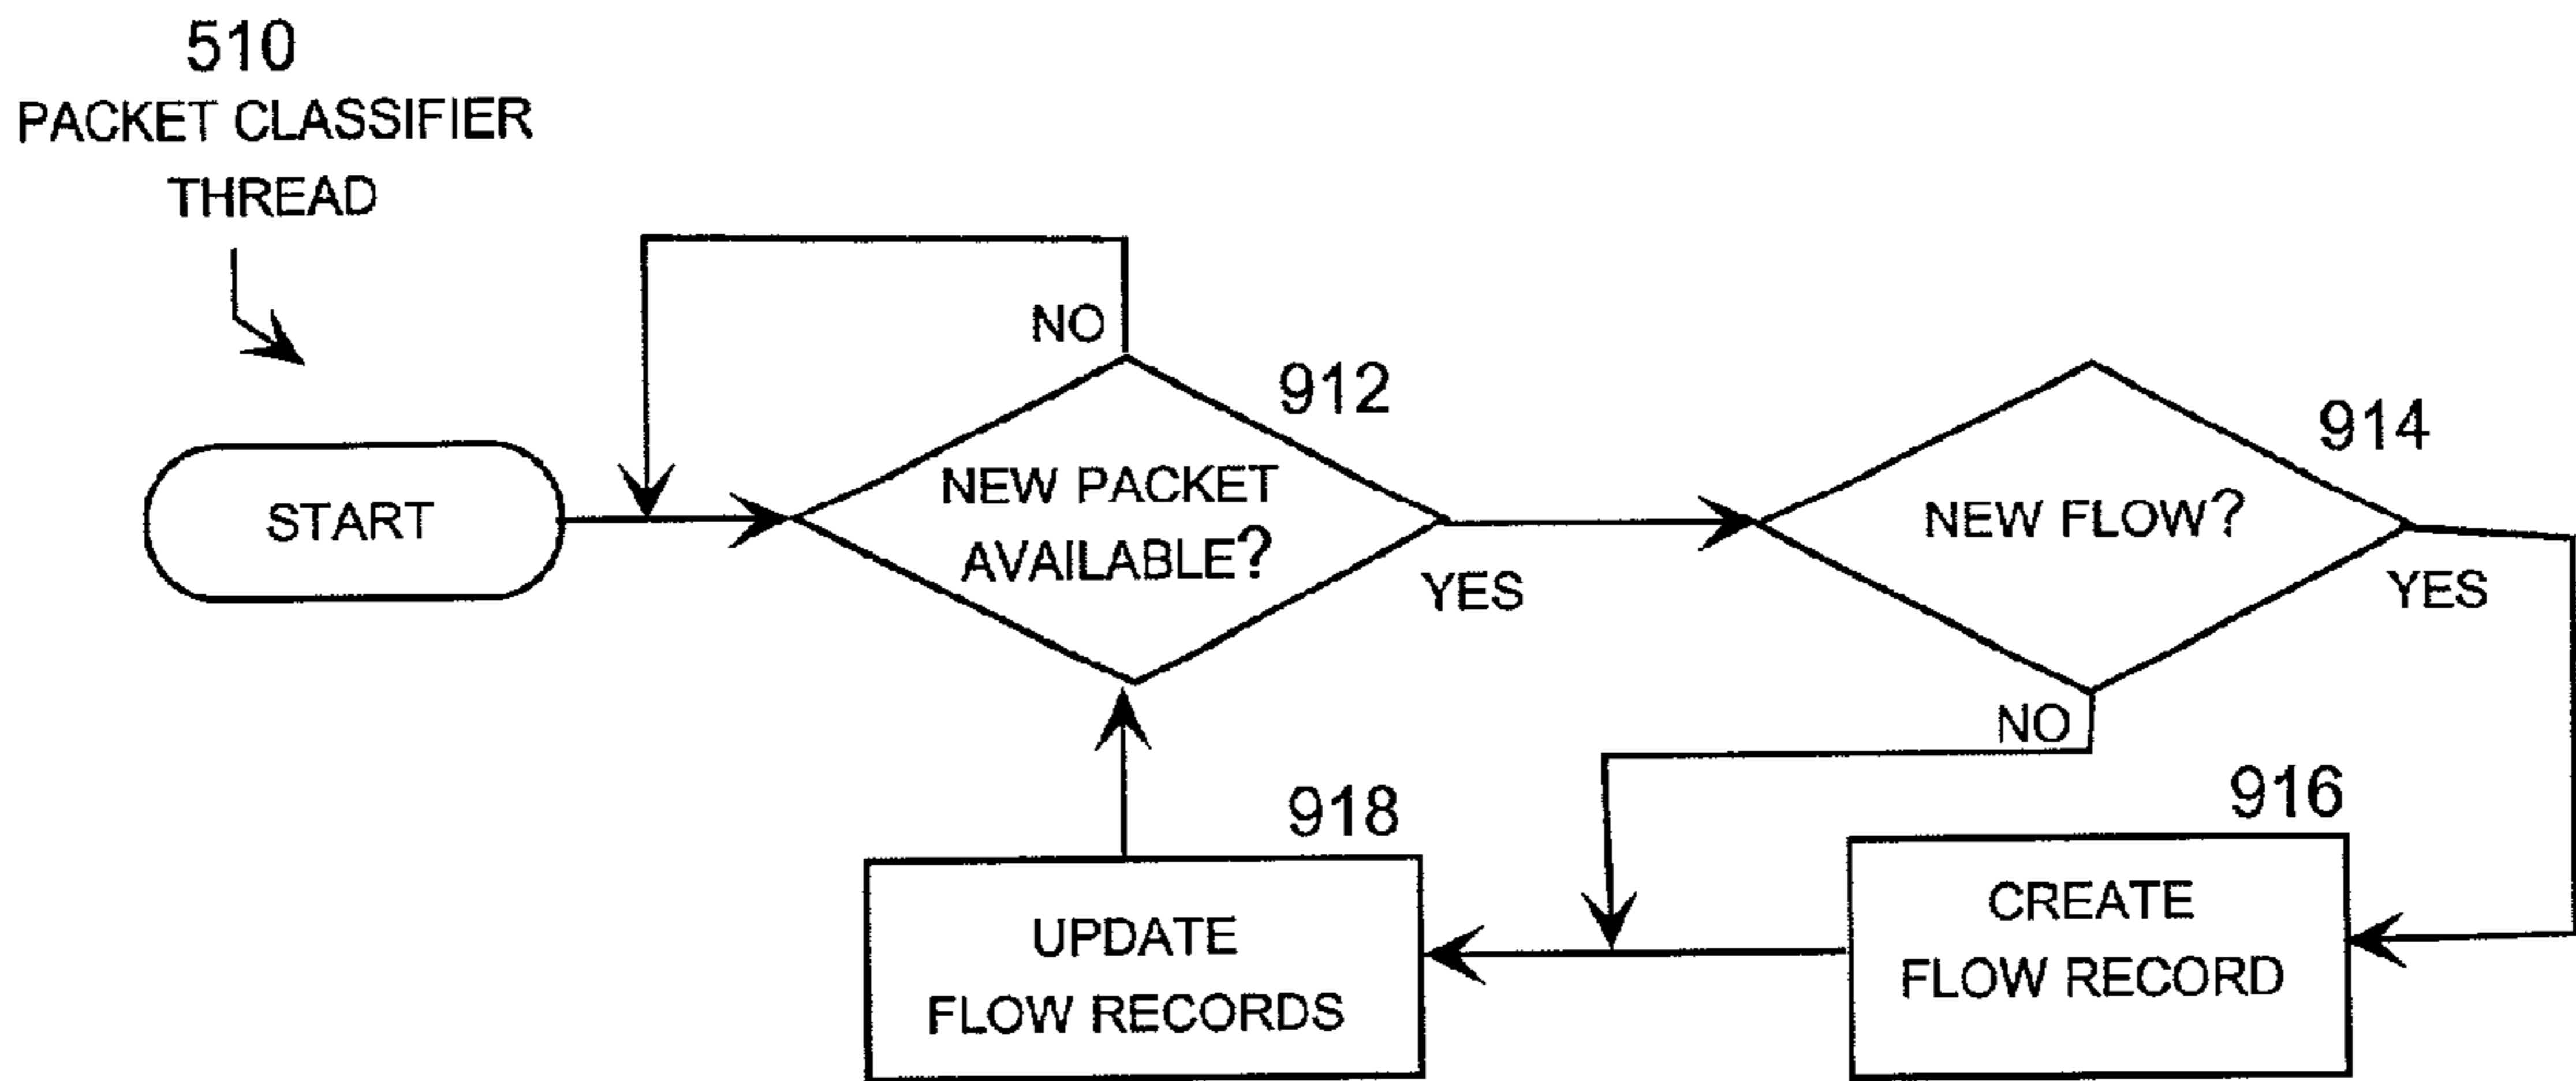 510
PACKET CLASSIFIER
THREAD
NO
912
914
START
NEW PACKET
AVAILABLE?
YES
NEW FLOW?
YES
NO
918
916
UPDATE
FLOW RECORDS
CREATE
FLOW RECORD